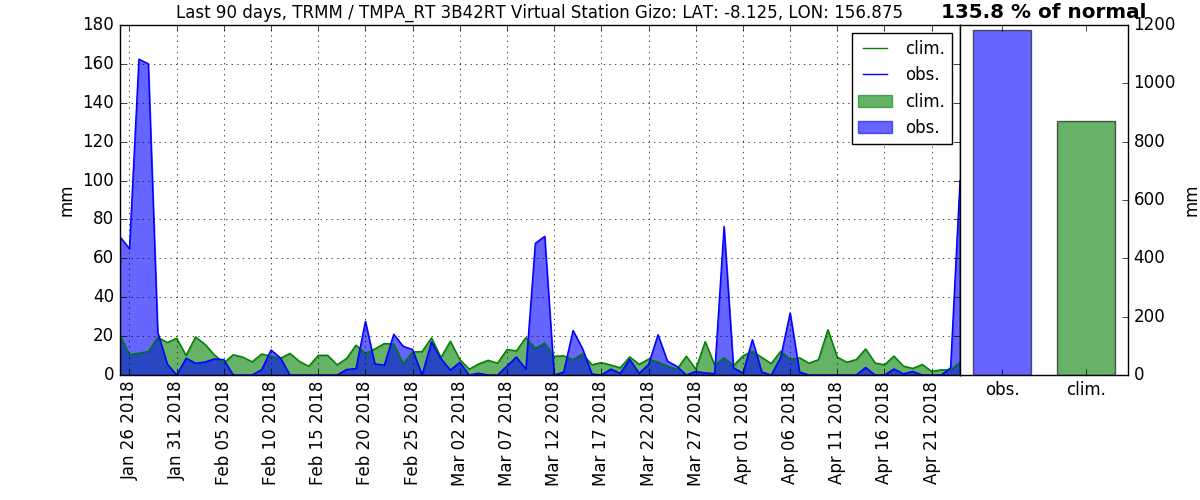 Last 90 days, TRMM / TMPA_RT 3B42RT Virtual Station Gizo: LAT: -8.125, LON: 156.875
135.8 % of normal
180
160
140
120
100
80
60
40
20
0
mm
clim.
obs.
clim.
obs.
1200
1000
800
600
400
200
0
mm
Jan 26 2018
Jan 31 2018
Feb 05 2018
Feb 10 2018
Feb 15 2018
Feb 20 2018
Feb 25 2018
Mar 02 2018
Mar 07 2018
Mar 12 2018
Mar 17 2018
Mar 22 2018
Mar 27 2018
Apr 01 2018
Apr 06 2018
Apr 11 2018
Apr 16 2018
Apr 21 2018
obs.
clim.